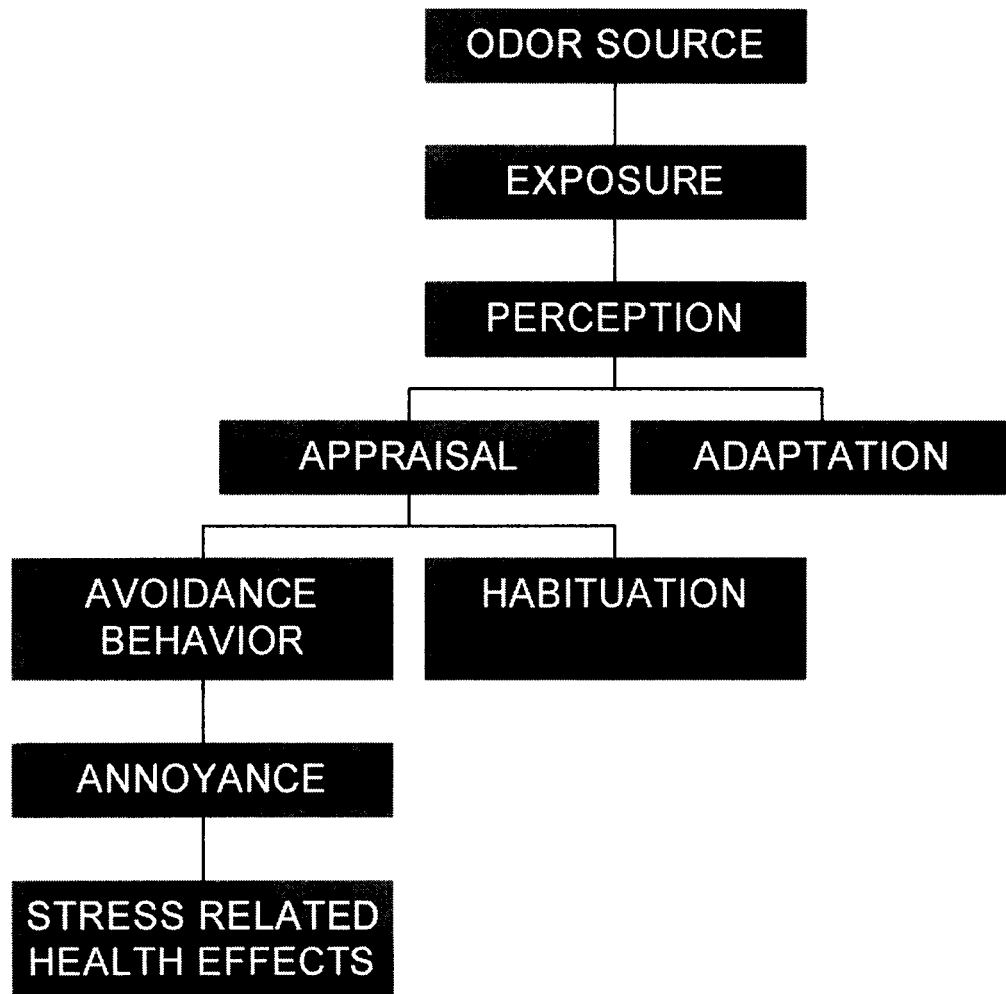 ODOR SOURCE
EXPOSURE
PERCEPTION
APPRAISAL
ADAPTATION
AVOIDANCE
BEHAVIOR
HABITUATION
ANNOYANCE
STRESS RELATED
HEALTH EFFECTS